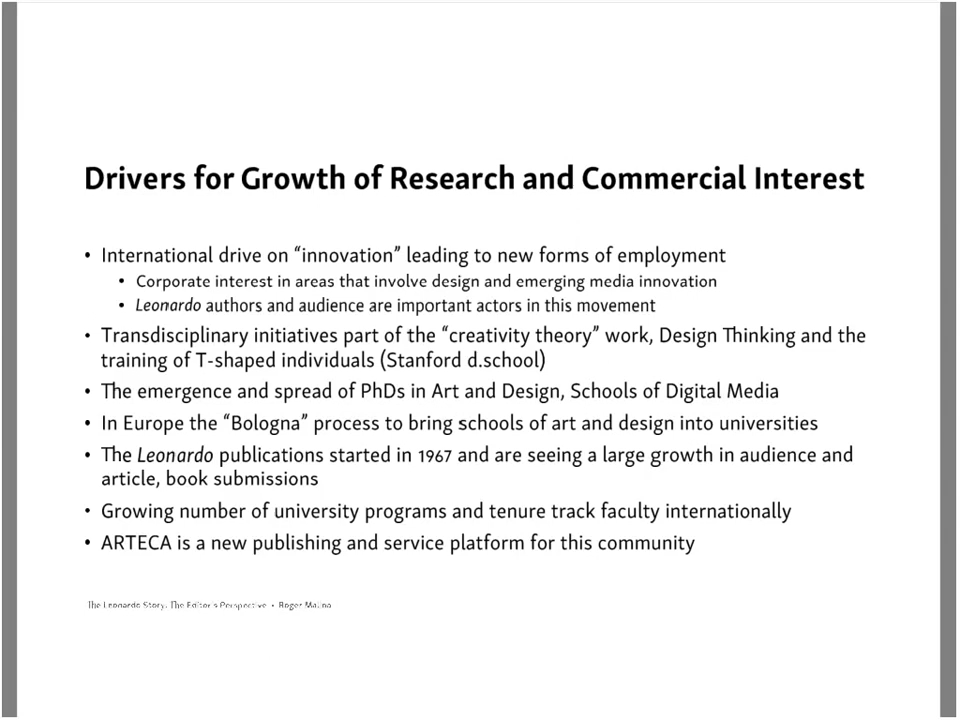 Drivers for Growth of Research and Commercial Interest
• International drive on “innovation” leading to new forms of employment
• Corporate interest in areas that involve design and emerging media innovation
• Leonardo authors and audience are important actors in this movement
• Transdisciplinary initiatives part of the “creativity theory” work, Design Thinking and the
training of T-shaped individuals (Stanford d.school)
• The emergence and spread of PhDs in Art and Design, Schools of Digital Media
• In Europe the “Bologna” process to bring schools of art and design into universities
• The Leonardo publications started in 1967 and are seeing a large growth in audience and
article, book submissions
• Growing number of university programs and tenure track faculty internationally
• ARTECA is a new publishing and service platform for this community
The Leonardo Story: The Editor's Perspective • Roger Malina